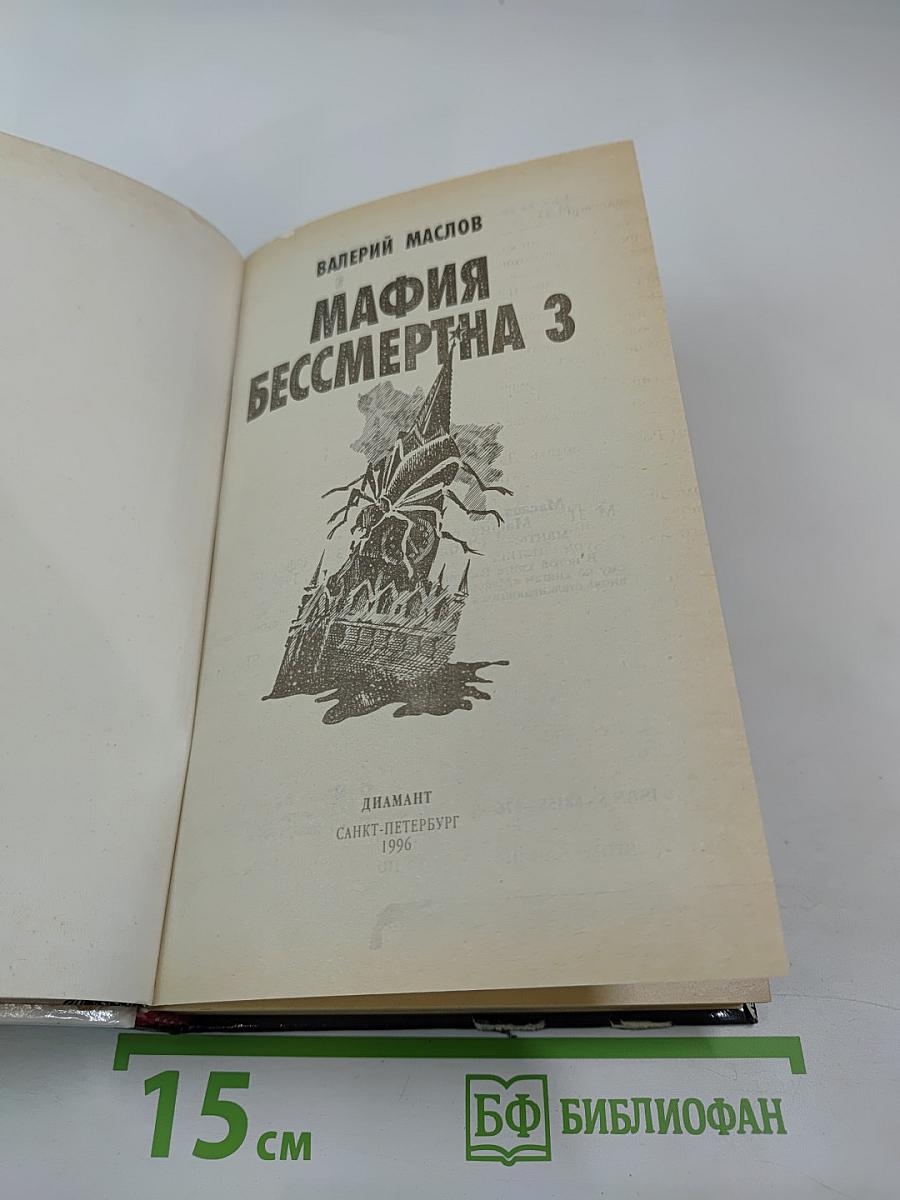 ВАЛЕРИЙ МАСЛОВ
МАФИЯ
БЕССМЕРТНА 3
ДИАМАНТ
САНКТ-ПЕТЕРБУРГ
1996
15 СМ
БФ БИБЛИОФАН